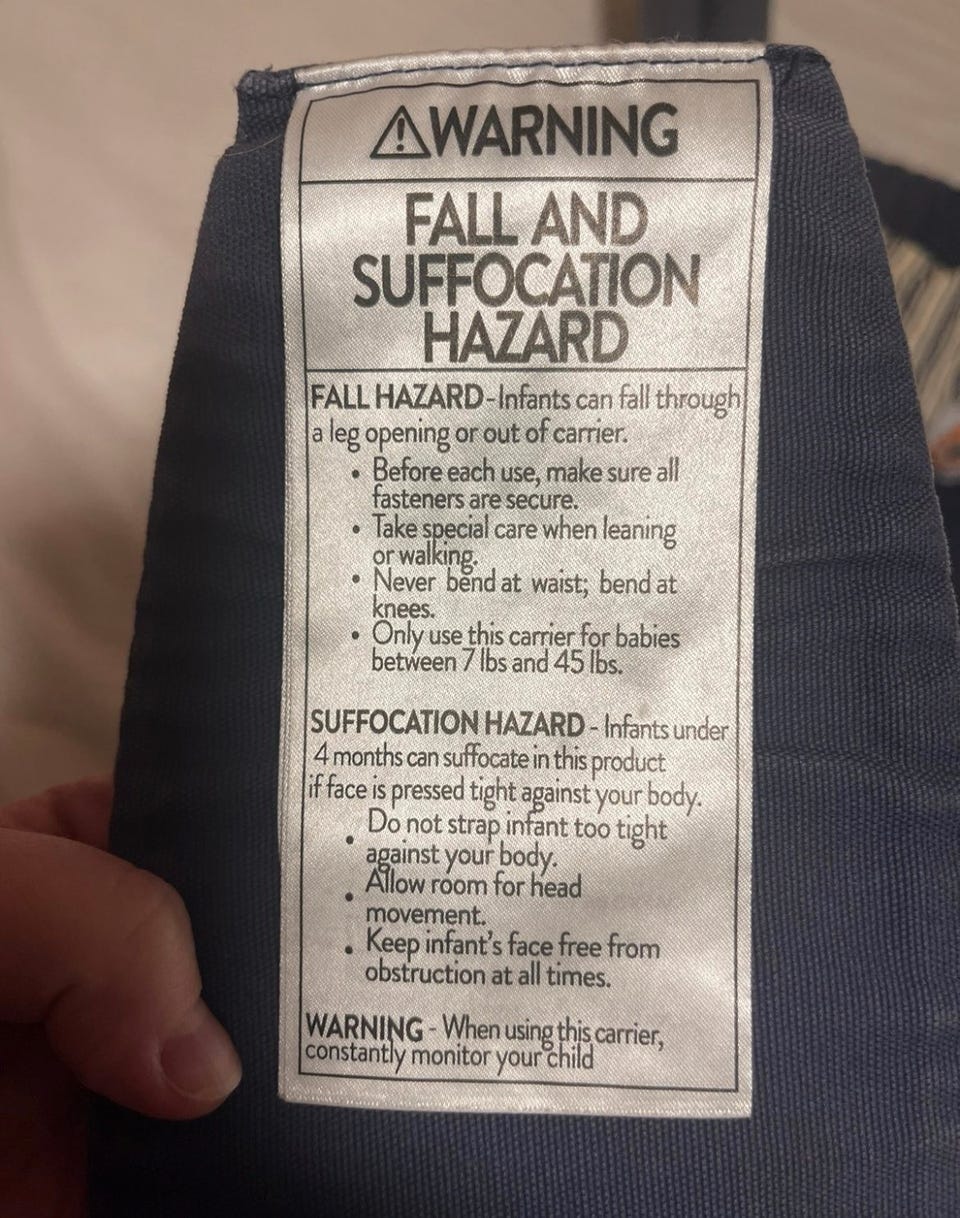 ⚠WARNING
FALL AND
SUFFOCATION
HAZARD
FALL HAZARD-Infants can fall through
a leg opening or out of carrier.
• Before each use, make sure all
fasteners are secure.
• Take special care when leaning
or walking.
• Never bend at waist; bend at
knees.
• Only use this carrier for babies
between 7 lbs and 45 lbs.
SUFFOCATION HAZARD - Infants under
4 months can suffocate in this product
if face is pressed tight against your body.
• Do not strap infant too tight
against your body.
• Allow room for head
movement.
• Keep infant's face free from
obstruction at all times.
WARNING - When using this carrier,
constantly monitor your child